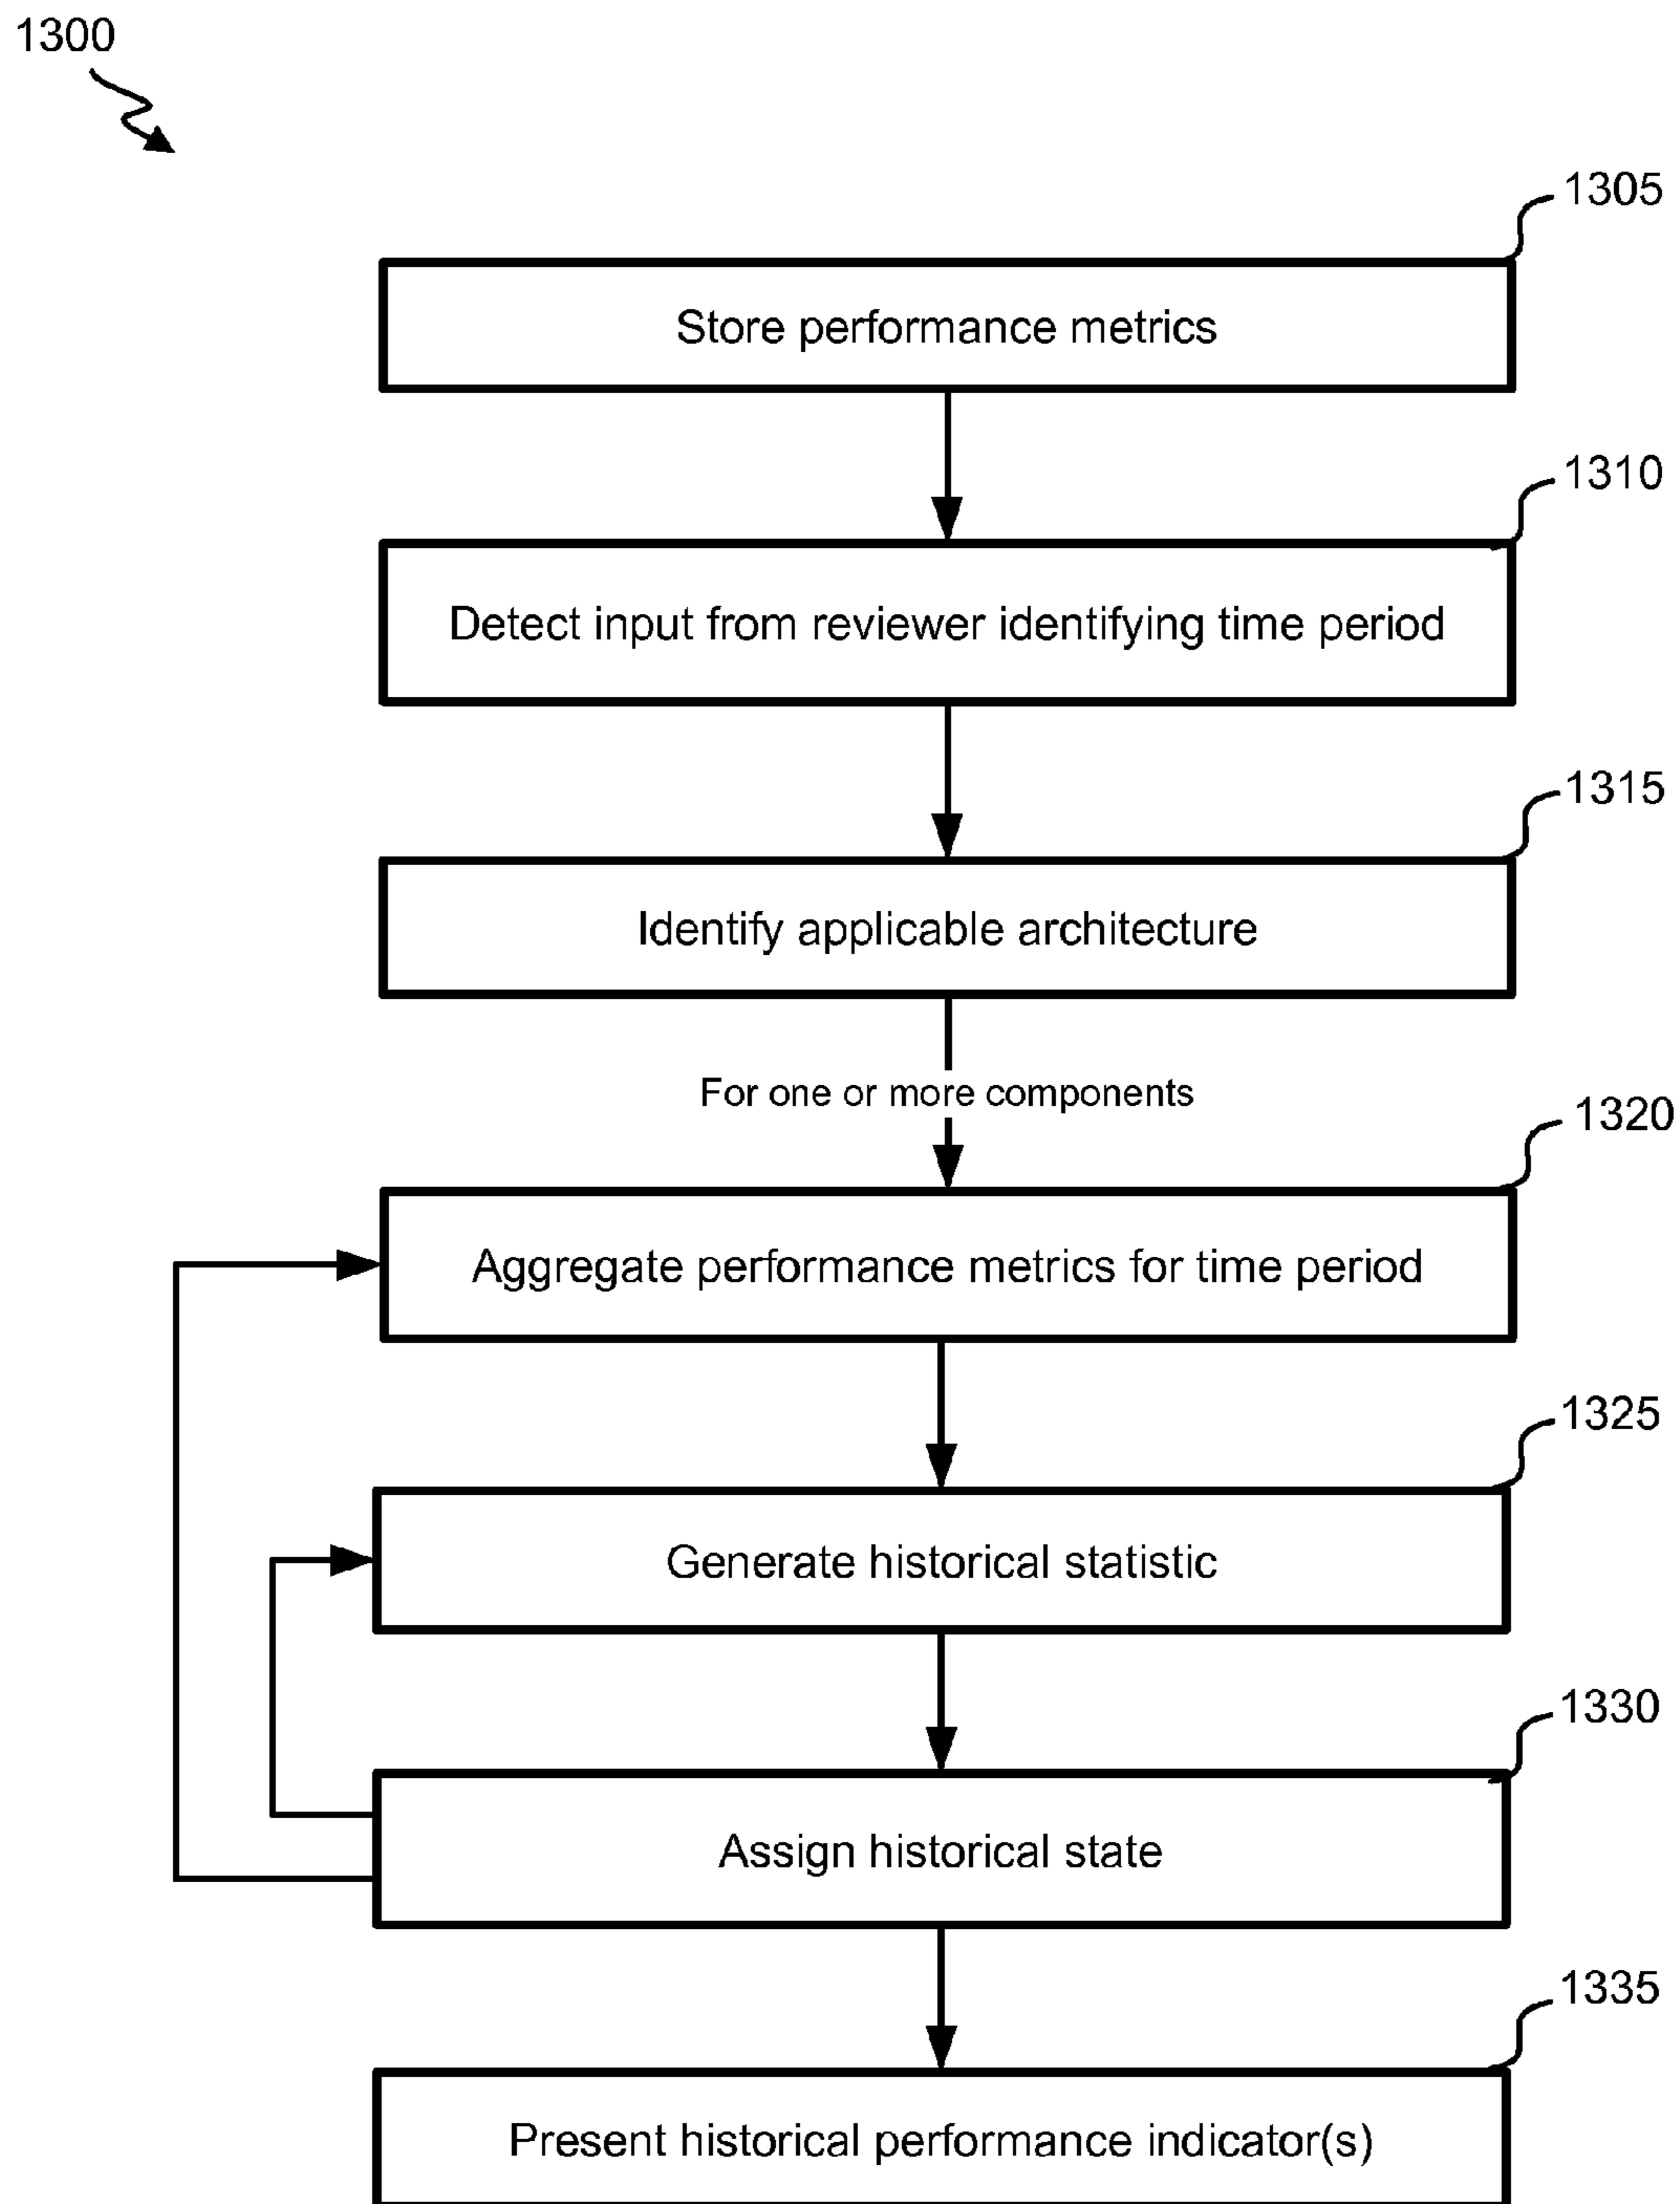 1300
1305
Store performance metrics
1310
Detect input from reviewer identifying time period
1315
Identify applicable architecture
For one or more components
1320
Aggregate performance metrics for time period
1325
Generate historical statistic
1330
Assign historical state
1335
Present historical performance indicator(s)